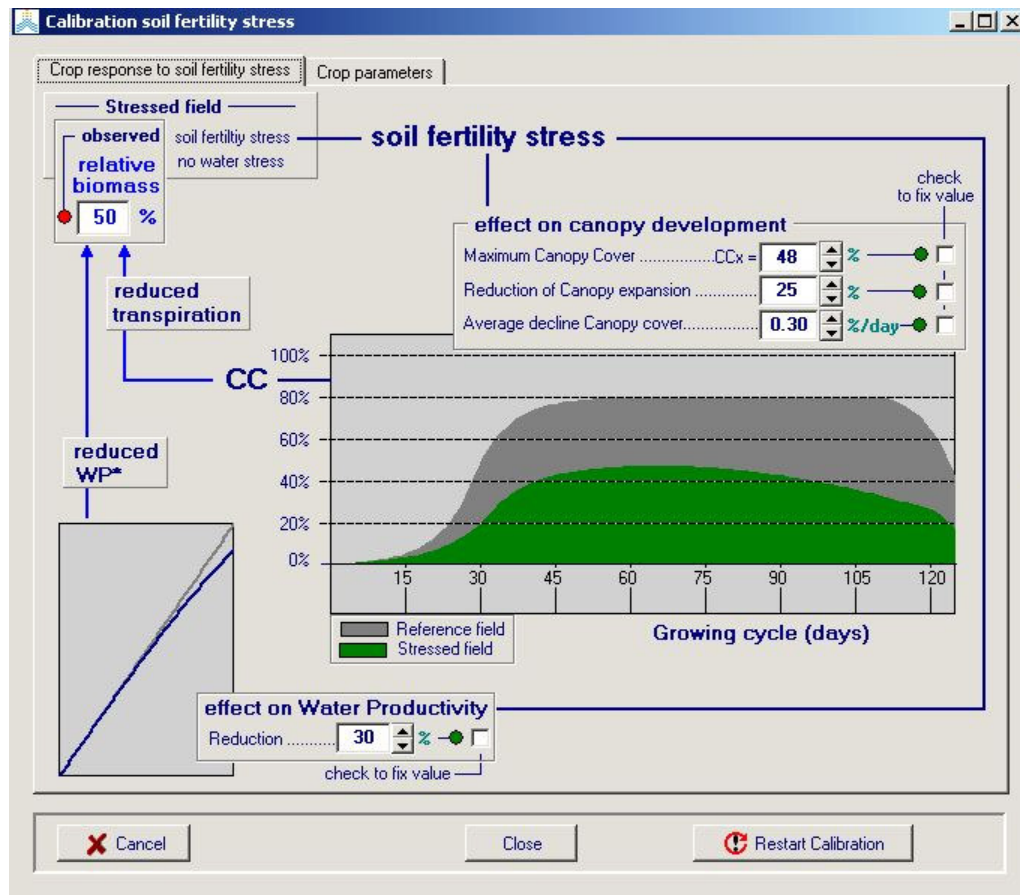 Calibration soil fertility stress
Crop response to soil fertility stress
Crop parameters
Stressed field
observed
soil fertiltiy stress
no water stress
relative
biomass
50 %
soil fertility stress
check
to fix value
effect on canopy development
Maximum Canopy Cover ...............CCx = 48 %
Reduction of Canopy expansion ............. 25 %
Average decline Canopy cover................ 0.30 %/day
reduced
transpiration
CC
100%
80%
60%
40%
20%
0%
15 30 45 60 75 90 105 120
Growing cycle (days)
Reference field
Stressed field
reduced
WP*
effect on Water Productivity
Reduction ........... 30 %
check to fix value
Cancel
Close
Restart Calibration